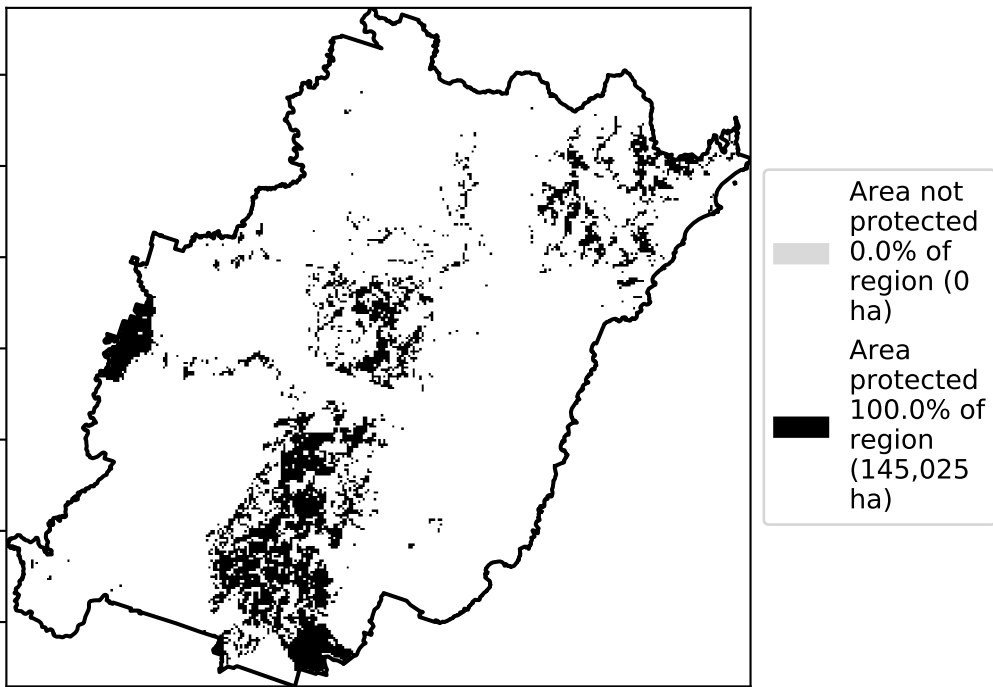 Area not
protected
0.0% of
region (0
ha)
Area
protected
100.0% of
region
(145,025
ha)